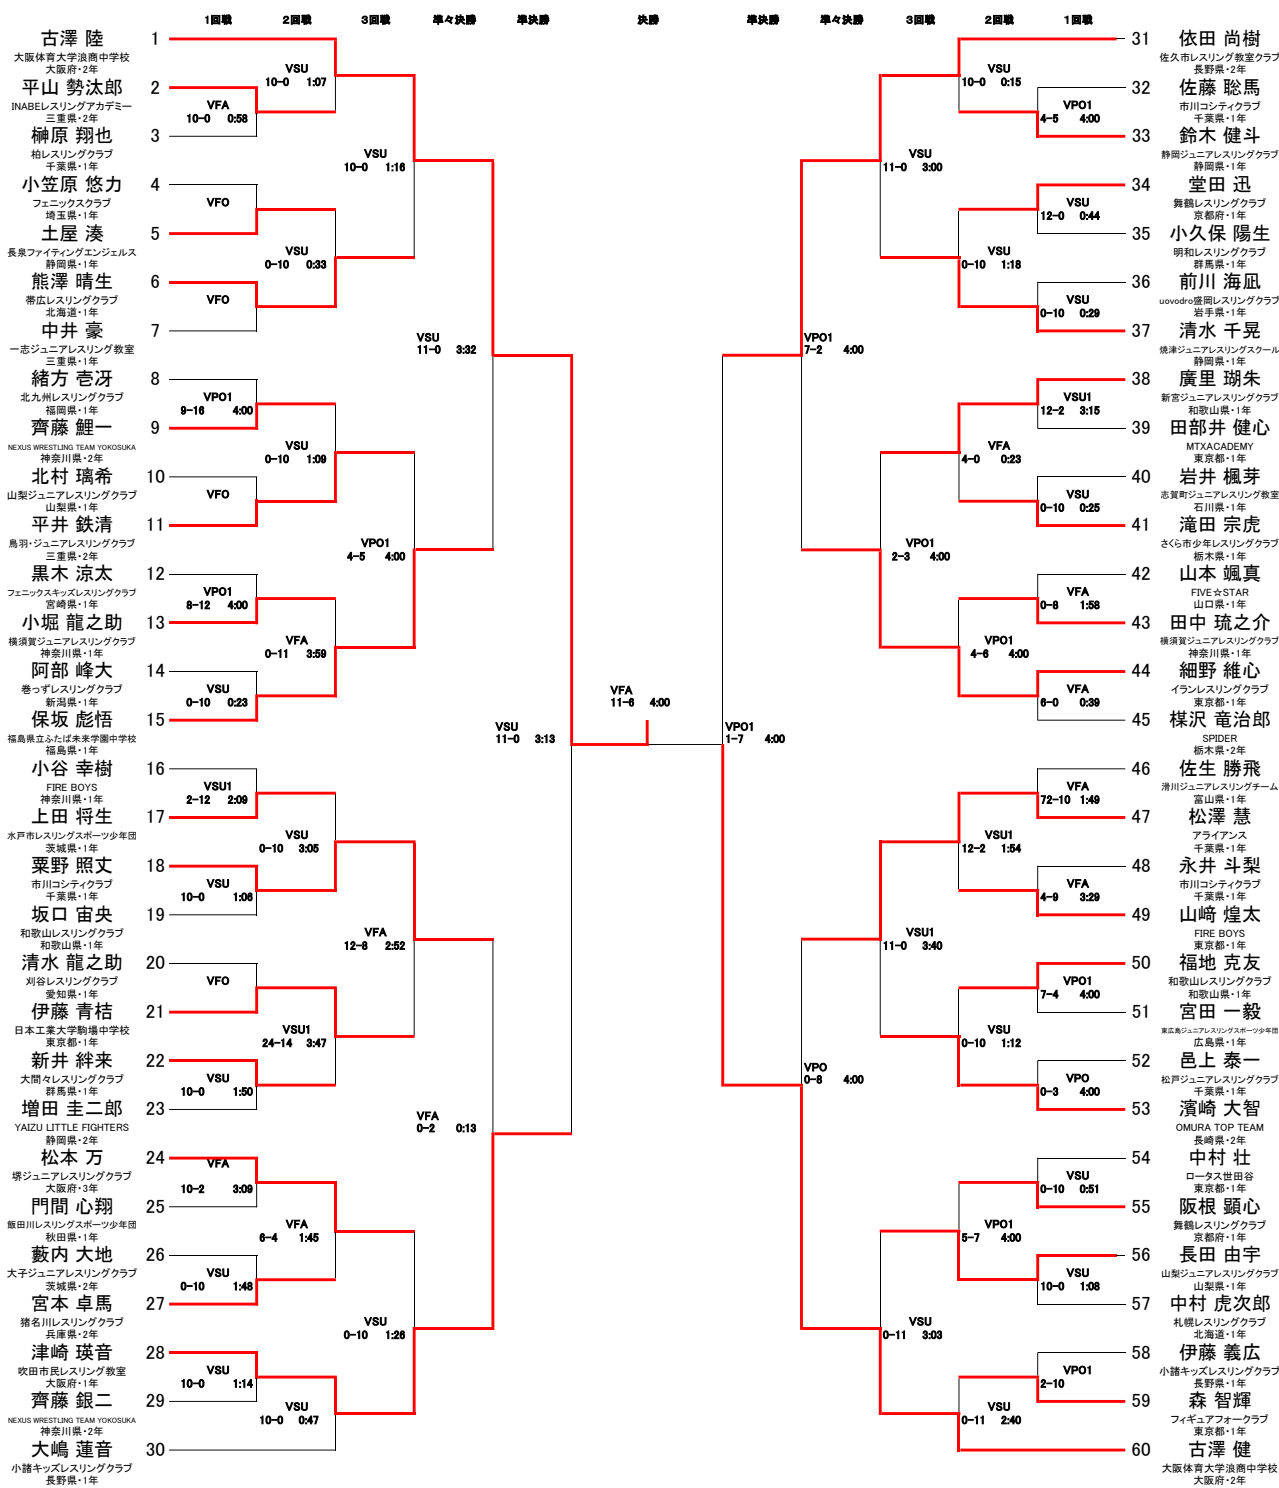 1回戦 2回戦 3回戦 準々決勝 準決勝 決勝 準決勝 準々決勝 3回戦 2回戦 1回戦
古澤 陸 1
大阪体育大学浪商中学校
大阪府・2年
平山 勢汰郎 2
INABEレスリングアカデミー
三重県・2年
榊原 翔也 3
柏レスリングクラブ
千葉県・1年
小笠原 悠力 4
フェニックスクラブ
埼玉県・1年
土屋 湊 5
長泉ファイティングエンジェルス
静岡県・1年
熊澤 晴生 6
帯広レスリングクラブ
北海道・1年
中井 豪 7
一志ジュニアレスリング教室
三重県・1年
緒方 壱冴 8
北九州レスリングクラブ
福岡県・1年
齊藤 鯉一 9
NEXUS WRESTLING TEAM YOKOSUKA
神奈川県・2年
北村 璃希 10
山梨ジュニアレスリングクラブ
山梨県・1年
平井 鉄清 11
鳥羽・ジュニアレスリングクラブ
三重県・2年
黒木 涼太 12
フェニックスキッズレスリングクラブ
宮崎県・1年
小堀 龍之助 13
横須賀ジュニアレスリングクラブ
神奈川県・1年
阿部 峰大 14
巻っずレスリングクラブ
新潟県・1年
保坂 彪悟 15
福島県立ふたば未来学園中学校
福島県・1年
小谷 幸樹 16
FIRE BOYS
神奈川県・1年
上田 将生 17
水戸市レスリングスポーツ少年団
茨城県・1年
粟野 照丈 18
市川コシティクラブ
千葉県・1年
坂口 宙央 19
和歌山レスリングクラブ
和歌山県・1年
清水 龍之助 20
刈谷レスリングクラブ
愛知県・1年
伊藤 青桔 21
日本工業大学駒場中学校
東京都・1年
新井 絆来 22
大間々レスリングクラブ
群馬県・1年
増田 圭二郎 23
YAIZU LITTLE FIGHTERS
静岡県・2年
松本 万 24
堺ジュニアレスリングクラブ
大阪府・3年
門間 心翔 25
飯田川レスリングスポーツ少年団
秋田県・1年
藪内 大地 26
大子ジュニアレスリングクラブ
茨城県・2年
宮本 卓馬 27
猪名川レスリングクラブ
兵庫県・2年
津崎 瑛音 28
吹田市民レスリング教室
大阪府・1年
齊藤 銀二 29
NEXUS WRESTLING TEAM YOKOSUKA
神奈川県・2年
大嶋 蓮音 30
小諸キッズレスリングクラブ
長野県・1年
VFA
10-0 0:58
VFO
VFO
VPO1
9-16 4:00
VFO
VPO1
8-12 4:00
VSU
0-10 0:23
VSU1
2-12 2:09
VSU
10-0 1:06
VFO
VSU
10-0 1:50
VFA
10-2 3:09
VSU
0-10 1:48
VSU
10-0 1:14
VSU
10-0 1:07
VSU
0-10 0:33
VSU
0-10 1:09
VFA
0-11 3:59
VSU
0-10 3:05
VSU1
24-14 3:47
VFA
6-4 1:45
VSU
10-0 0:47
VSU
10-0 1:16
VPO1
4-5 4:00
VFA
12-8 2:52
VSU
0-10 1:26
VSU
11-0 3:32
VFA
0-2 0:13
VSU
11-0 3:13
VFA
11-6 4:00
VPO1
1-7 4:00
VPO1
7-2 4:00
VPO
0-8 4:00
VSU
11-0 3:00
VPO1
2-3 4:00
VSU1
11-0 3:40
VSU
0-11 3:03
VSU
10-0 0:15
VSU
0-10 1:18
VFA
4-0 0:23
VPO1
4-6 4:00
VSU1
12-2 1:54
VSU
0-10 1:12
VPO1
5-7 4:00
VSU
0-11 2:40
VPO1
4-5 4:00
VSU
12-0 0:44
VSU
0-10 0:29
VSU1
12-2 3:15
VSU
0-10 0:25
VFA
0-8 1:58
VFA
6-0 0:39
VFA
72-10 1:49
VFA
4-9 3:29
VPO1
7-4 4:00
VPO
0-3 4:00
VSU
0-10 0:51
VSU
10-0 1:08
VPO1
2-10
31 依田 尚樹
佐久市レスリング教室クラブ
長野県・2年
32 佐藤 聡馬
市川コシティクラブ
千葉県・1年
33 鈴木 健斗
静岡ジュニアレスリングクラブ
静岡県・1年
34 堂田 迅
舞鶴レスリングクラブ
京都府・1年
35 小久保 陽生
明和レスリングクラブ
群馬県・1年
36 前川 海凪
uovodro盛岡レスリングクラブ
岩手県・1年
37 清水 千晃
焼津ジュニアレスリングスクール
静岡県・1年
38 廣里 瑚朱
新宮ジュニアレスリングクラブ
和歌山県・1年
39 田部井 健心
MTXACADEMY
東京都・1年
40 岩井 楓芽
志賀町ジュニアレスリング教室
石川県・1年
41 滝田 宗虎
さくら市少年レスリングクラブ
栃木県・1年
42 山本 颯真
FIVE☆STAR
山口県・1年
43 田中 琉之介
横須賀ジュニアレスリングクラブ
神奈川県・1年
44 細野 維心
イランレスリングクラブ
東京都・1年
45 楳沢 竜治郎
SPIDER
栃木県・2年
46 佐生 勝飛
滑川ジュニアレスリングチーム
富山県・1年
47 松澤 慧
アライアンス
千葉県・1年
48 永井 斗梨
市川コシティクラブ
千葉県・1年
49 山﨑 煌太
FIRE BOYS
東京都・1年
50 福地 克友
和歌山レスリングクラブ
和歌山県・1年
51 宮田 一毅
東広島ジュニアレスリングスポーツ少年団
広島県・1年
52 邑上 泰一
松戸ジュニアレスリングクラブ
千葉県・1年
53 濱崎 大智
OMURA TOP TEAM
長崎県・2年
54 中村 壮
ロータス世田谷
東京都・1年
55 阪根 顕心
舞鶴レスリングクラブ
京都府・1年
56 長田 由宇
山梨ジュニアレスリングクラブ
山梨県・1年
57 中村 虎次郎
札幌レスリングクラブ
北海道・1年
58 伊藤 義広
小諸キッズレスリングクラブ
長野県・1年
59 森 智輝
フィギュアフォークラブ
東京都・1年
60 古澤 健
大阪体育大学浪商中学校
大阪府・2年